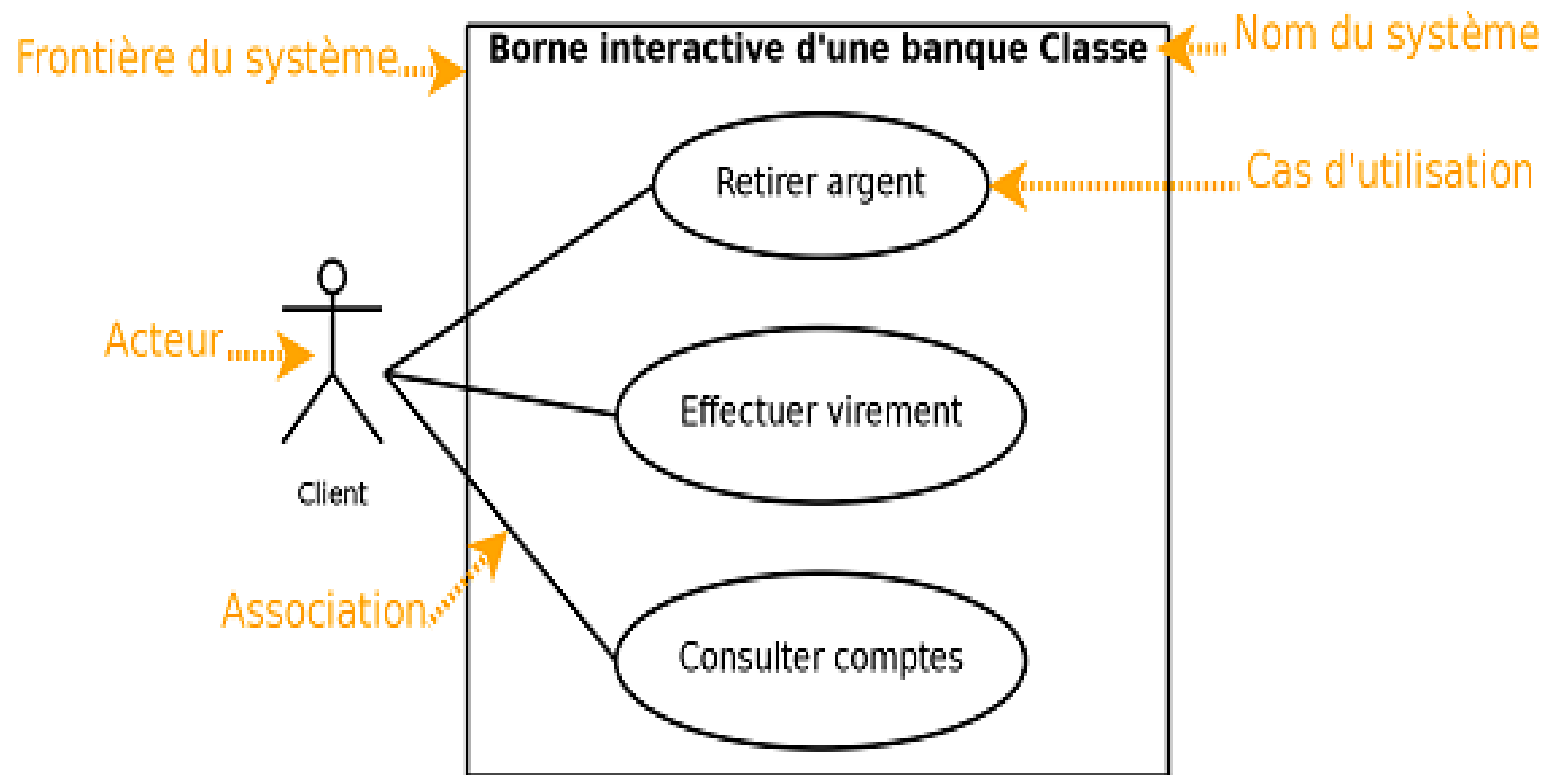 Frontière du système
Borne interactive d'une banque Classe
Nom du système
Retirer argent
Cas d'utilisation
Acteur
Effectuer virement
Client
Association
Consulter comptes